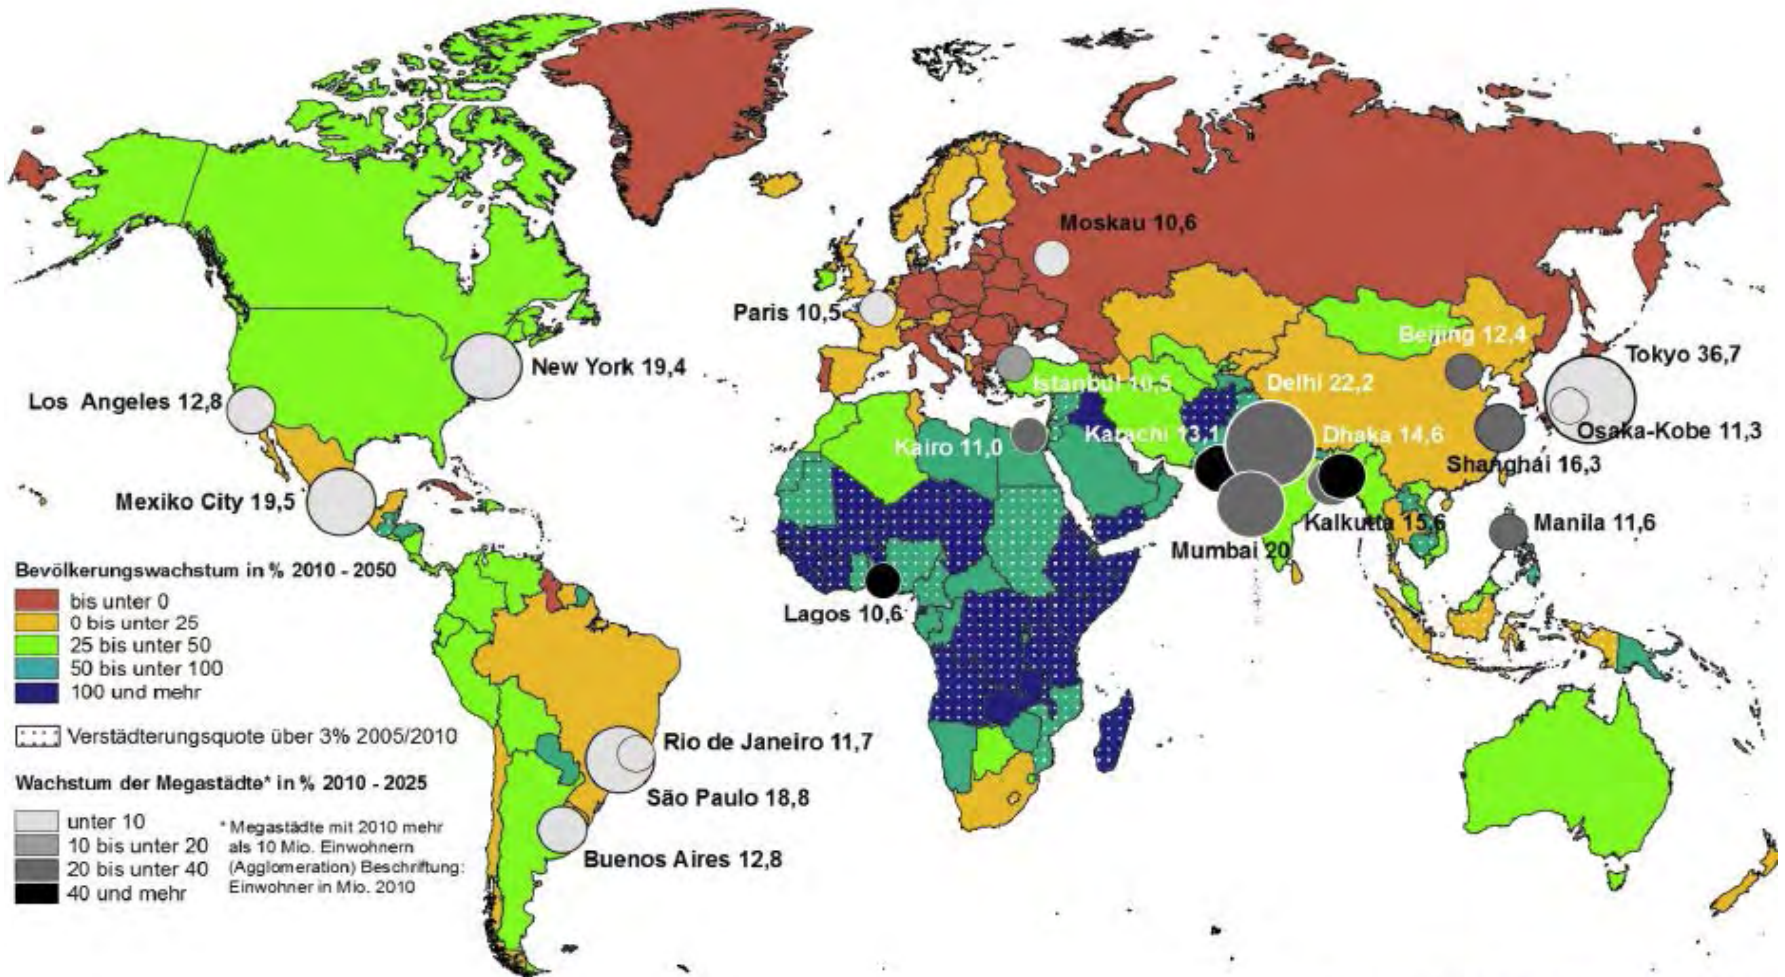 Moskau 10,6
Paris 10,5
Beijing 12,4
New York 19,4
Tokyo 36,7
Istanbul 10,5
Delhi 22,2
Los Angeles 12,8
Osaka-Kobe 11,3
Kairo 11,0
Karachi 13,1
Dhaka 14,6
Shanghai 16,3
Mexiko City 19,5
Kalkutta 15,6
Manila 11,6
Mumbai 20
Lagos 10,6
Bevölkerungswachstum in % 2010 - 2050
bis unter 0
0 bis unter 25
25 bis unter 50
50 bis unter 100
100 und mehr
Verstädterungsquote über 3% 2005/2010
Rio de Janeiro 11,7
São Paulo 18,8
Buenos Aires 12,8
Wachstum der Megastädte* in % 2010 - 2025
unter 10
10 bis unter 20
20 bis unter 40
40 und mehr
* Megastädte mit 2010 mehr
als 10 Mio. Einwohnern
(Agglomeration) Beschriftung:
Einwohner in Mio. 2010